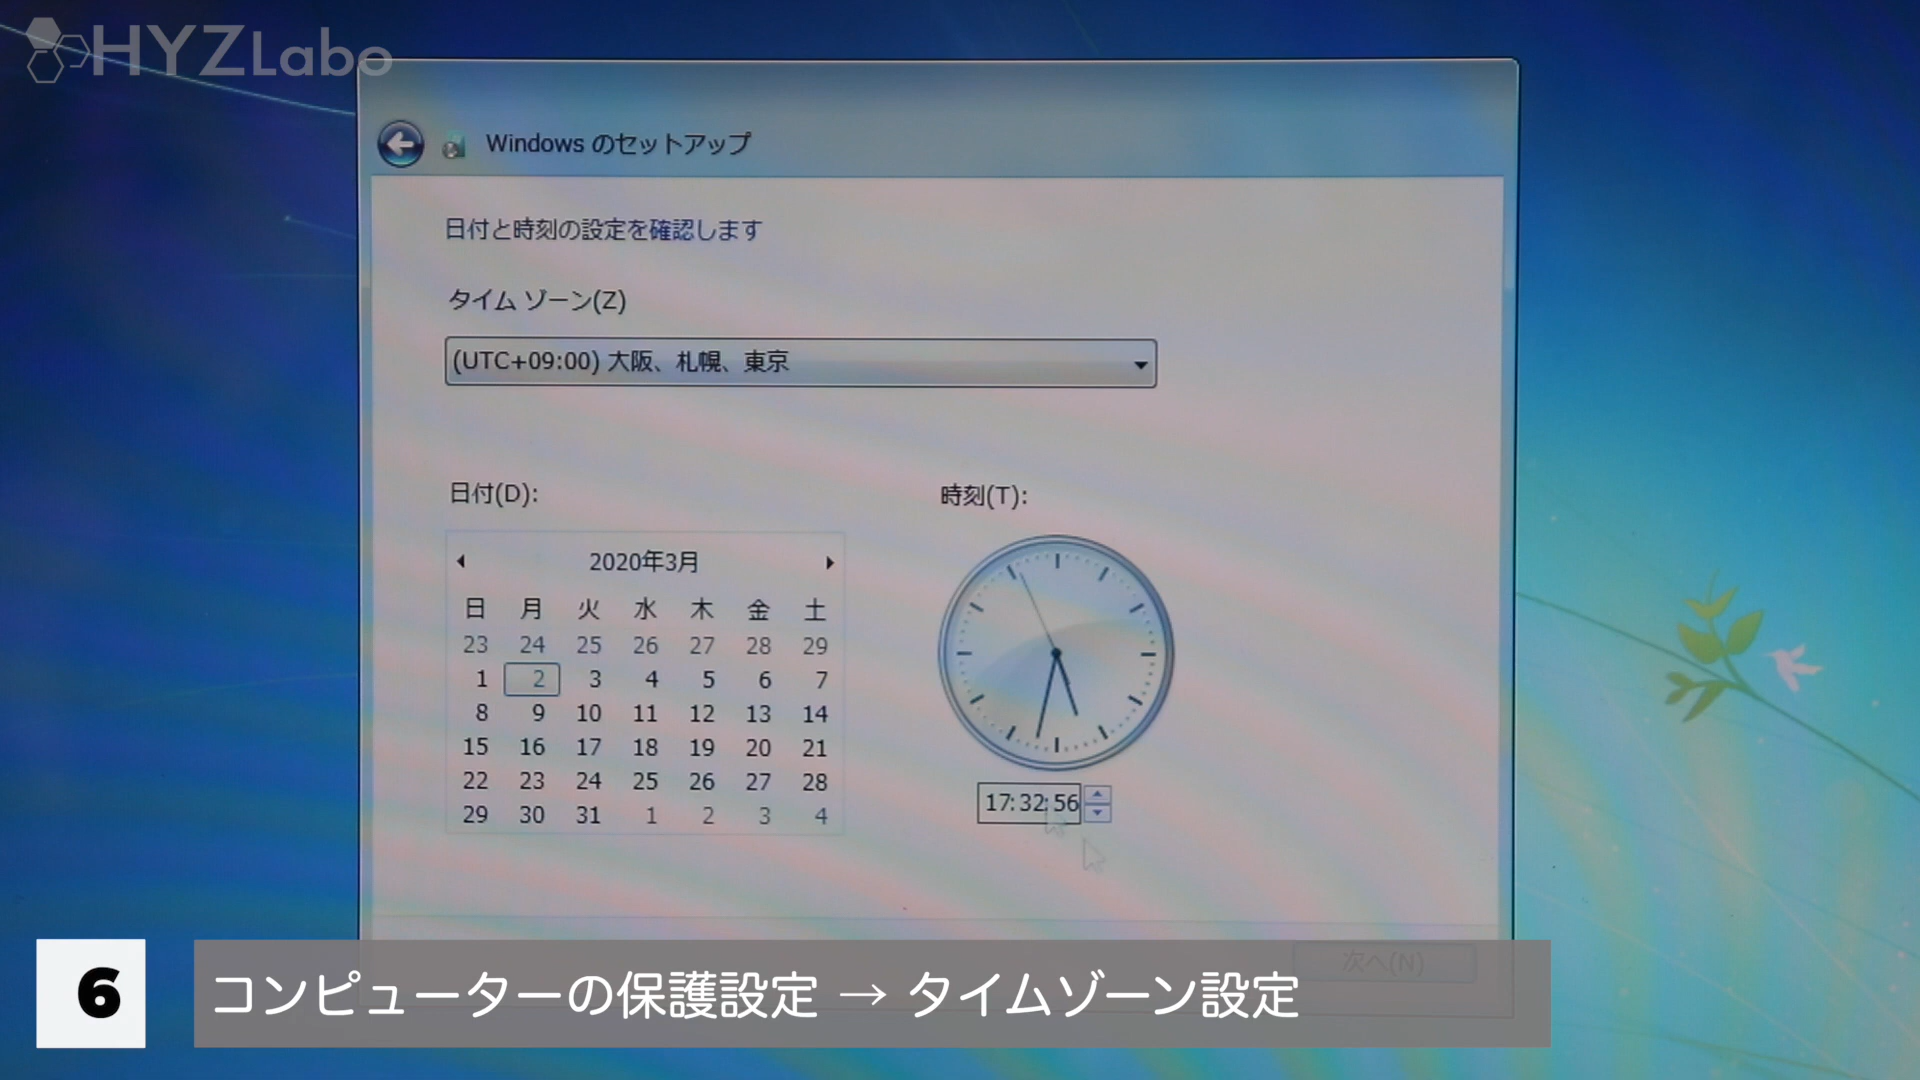 HYZLabo
Windows のセットアップ
日付と時刻の設定を確認します
タイム ゾーン(Z)
(UTC+09:00) 大阪、札幌、東京
日付(D):
時刻(T):
2020年3月
日 月 火 水 木 金 土
23 24 25 26 27 28 29
1 2 3 4 5 6 7
8 9 10 11 12 13 14
15 16 17 18 19 20 21
22 23 24 25 26 27 28
29 30 31 1 2 3 4
17:32:56
次へ(N)
6
コンピューターの保護設定 → タイムゾーン設定